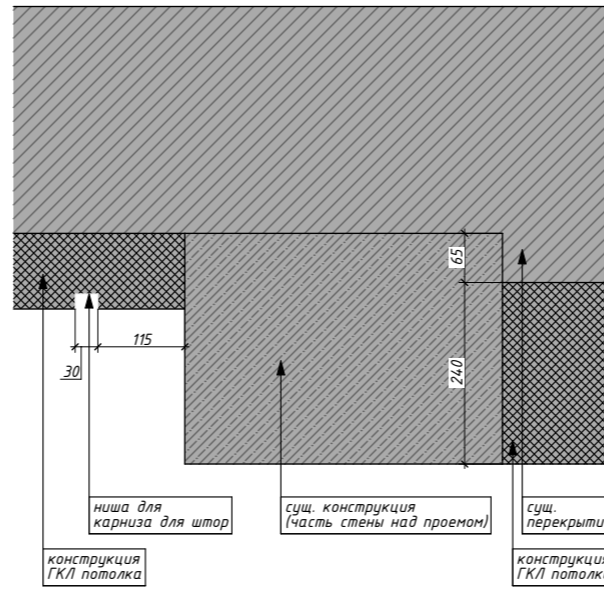 65
115
30
240
ниша для
карниза для штор
сущ. конструкция
(часть стены над проемом)
сущ.
перекрыти
конструкция
ГКЛ потолка
конструкция
ГКЛ потолка